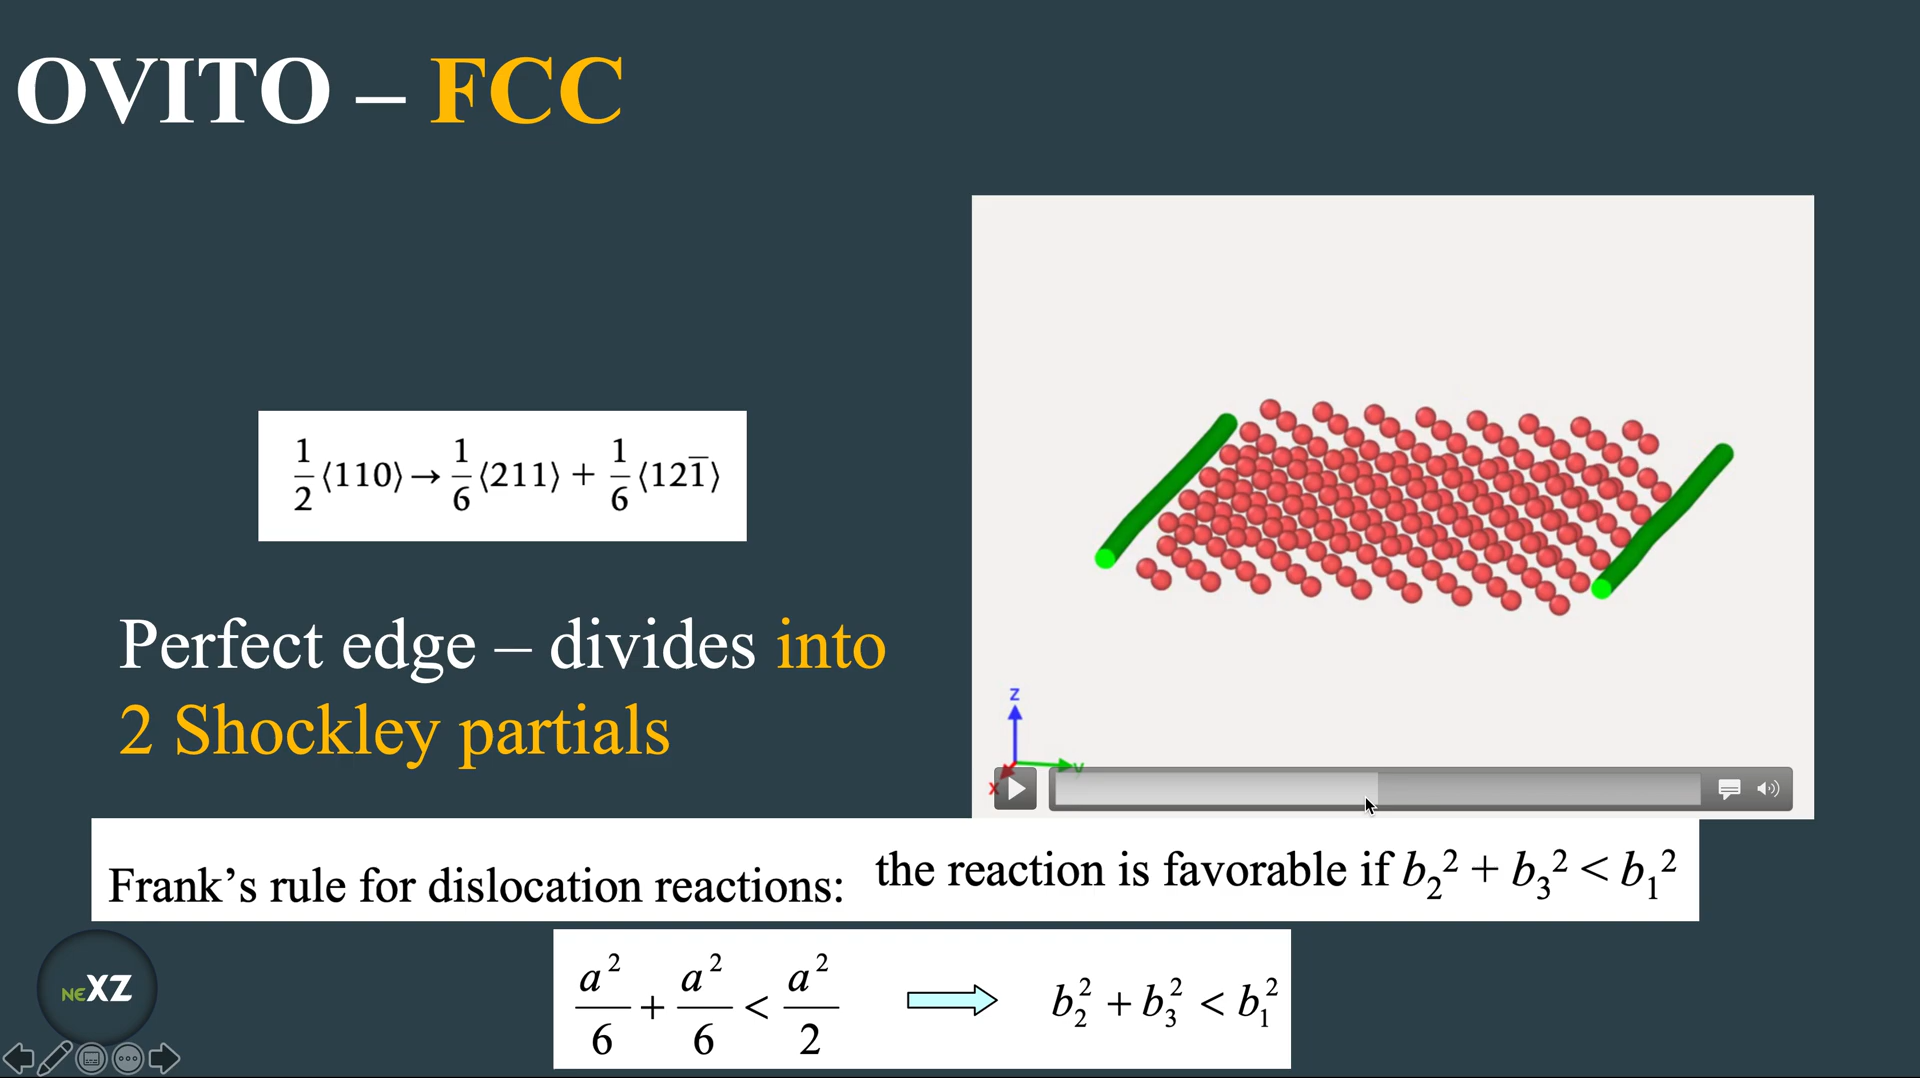 OVITO – FCC
1/2⟨110⟩→1/6⟨211⟩ + 1/6⟨121̅⟩
Perfect edge – divides into
2 Shockley partials
z
y
x
Frank’s rule for dislocation reactions: the reaction is favorable if b₂² + b₃² < b₁²
a²/6 + a²/6 < a²/2 b₂² + b₃² < b₁²
NEXZ